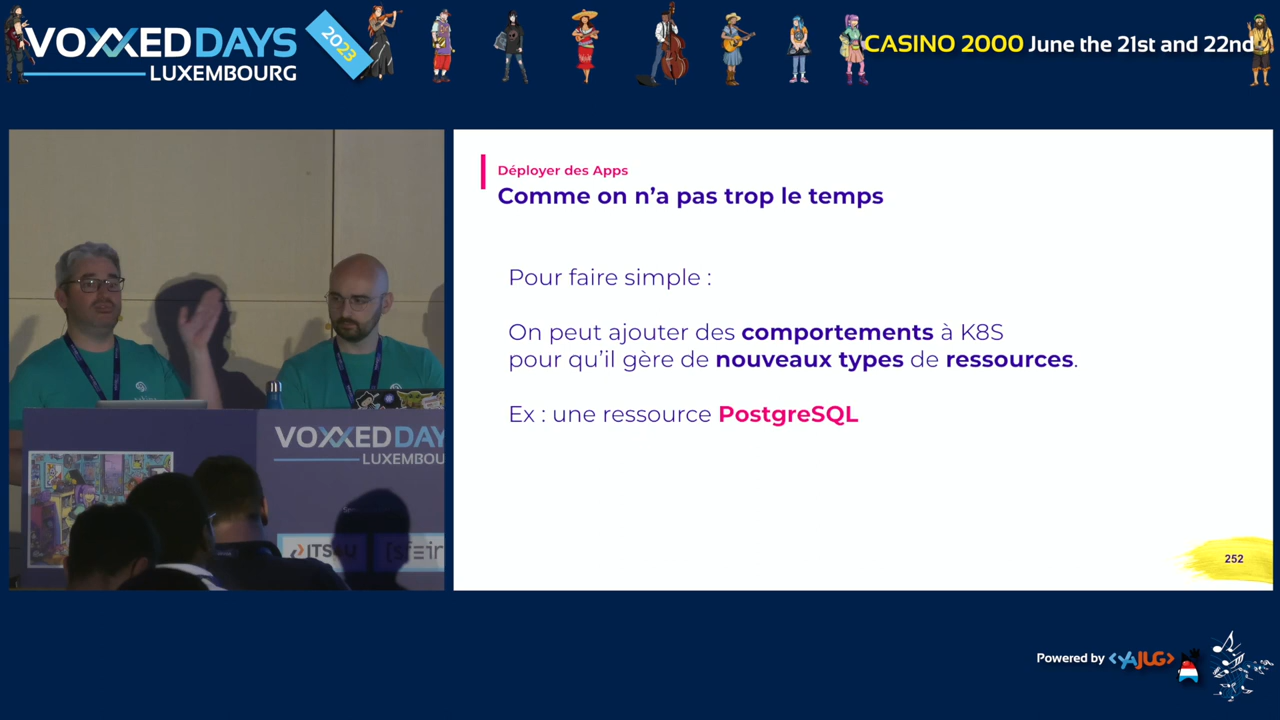 VOXXED DAYS
LUXEMBOURG
2023
CASINO 2000 June the 21st and 22nd
Déployer des Apps
Comme on n'a pas trop le temps
Pour faire simple :
On peut ajouter des comportements à K8S
pour qu'il gère de nouveaux types de ressources.
Ex : une ressource PostgreSQL
252
VOXXED DAY
LUXEMBOU
Powered by <YAJUG>